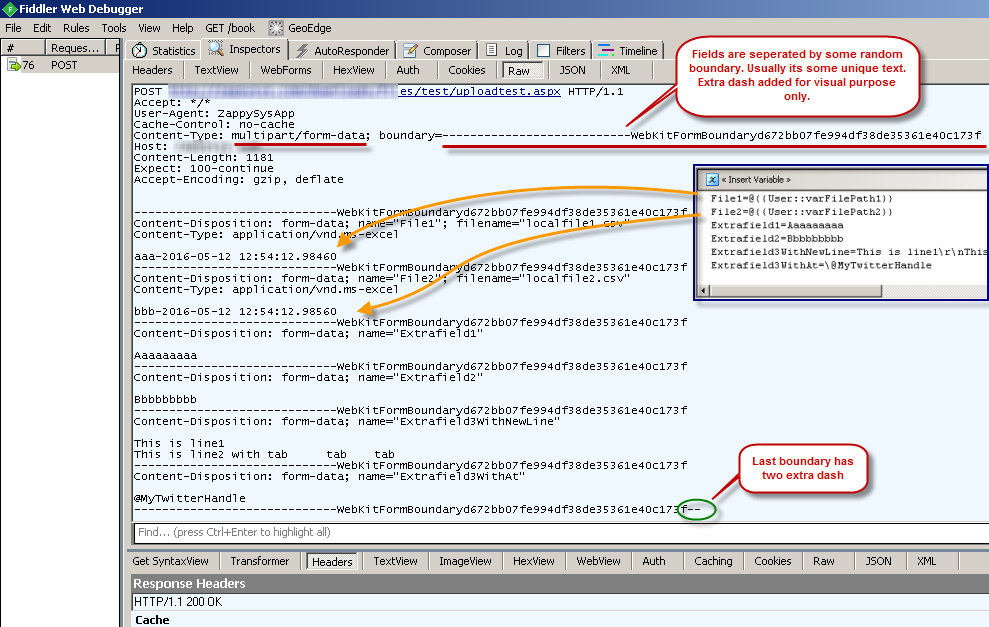 Fiddler Web Debugger
File Edit Rules Tools View Help GET /book GeoEdge
# Reques... F
76 POST
Statistics Inspectors AutoResponder Composer Log Filters Timeline
Headers TextView WebForms HexView Auth Cookies Raw JSON XML
POST es/test/uploadtest.aspx HTTP/1.1
Accept: */*
User-Agent: ZappySysApp
Cache-Control: no-cache
Content-Type: multipart/form-data; boundary=----------------------------WebKitFormBoundaryd672bb07fe994df38de35361e40c173f
Host:
Content-Length: 1181
Expect: 100-continue
Accept-Encoding: gzip, deflate
------------------------------WebKitFormBoundaryd672bb07fe994df38de35361e40c173f
Content-Disposition: form-data; name="File1"; filename="localfile1.csv"
Content-Type: application/vnd.ms-excel
aaa-2016-05-12 12:54:12.98460
------------------------------WebKitFormBoundaryd672bb07fe994df38de35361e40c173f
Content-Disposition: form-data; name="File2"; filename="localfile2.csv"
Content-Type: application/vnd.ms-excel
bbb-2016-05-12 12:54:12.98560
------------------------------WebKitFormBoundaryd672bb07fe994df38de35361e40c173f
Content-Disposition: form-data; name="Extrafield1"
Aaaaaaaaa
------------------------------WebKitFormBoundaryd672bb07fe994df38de35361e40c173f
Content-Disposition: form-data; name="Extrafield2"
Bbbbbbbbb
------------------------------WebKitFormBoundaryd672bb07fe994df38de35361e40c173f
Content-Disposition: form-data; name="Extrafield3WithNewLine"
This is line1
This is line2 with tab tab tab
------------------------------WebKitFormBoundaryd672bb07fe994df38de35361e40c173f
Content-Disposition: form-data; name="Extrafield3WithAt"
@MyTwitterHandle
------------------------------WebKitFormBoundaryd672bb07fe994df38de35361e40c173f--
Fields are seperated by some random
boundary. Usually its some unique text.
Extra dash added for visual purpose
only.
« Insert Variable »
File1=@((User::varFilePath1))
File2=@((User::varFilePath2))
Extrafield1=Aaaaaaaaa
Extrafield2=Bbbbbbbbb
Extrafield3WithNewLine=This is line1\r\nThis
Extrafield3WithAt=\@MyTwitterHandle
Last boundary has
two extra dash
Find... (press Ctrl+Enter to highlight all)
Get SyntaxView Transformer Headers TextView ImageView HexView WebView Auth Caching Cookies Raw JSON XML
Response Headers
HTTP/1.1 200 OK
Cache